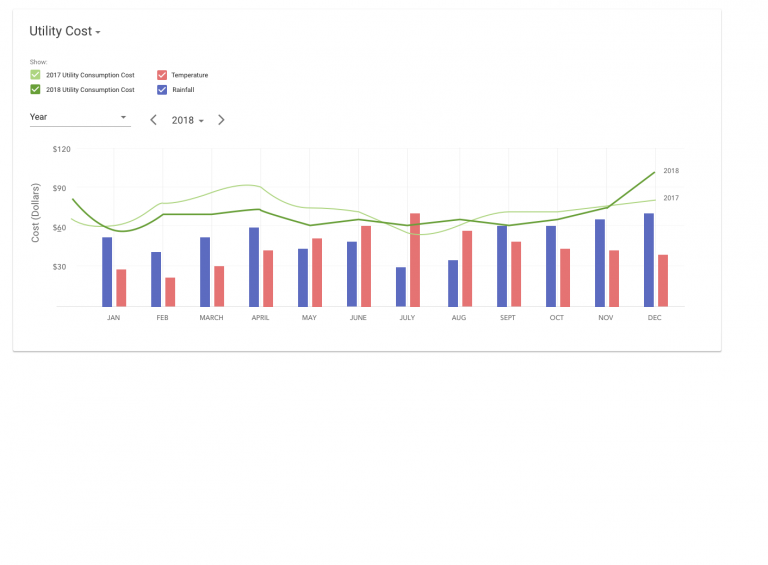 Utility Cost
Show:
2017 Utility Consumption Cost
Temperature
2018 Utility Consumption Cost
Rainfall
Year
2018
$120
$90
$60
$30
Cost (Dollars)
2018
2017
JAN FEB MARCH APRIL MAY JUNE JULY AUG SEPT OCT NOV DEC